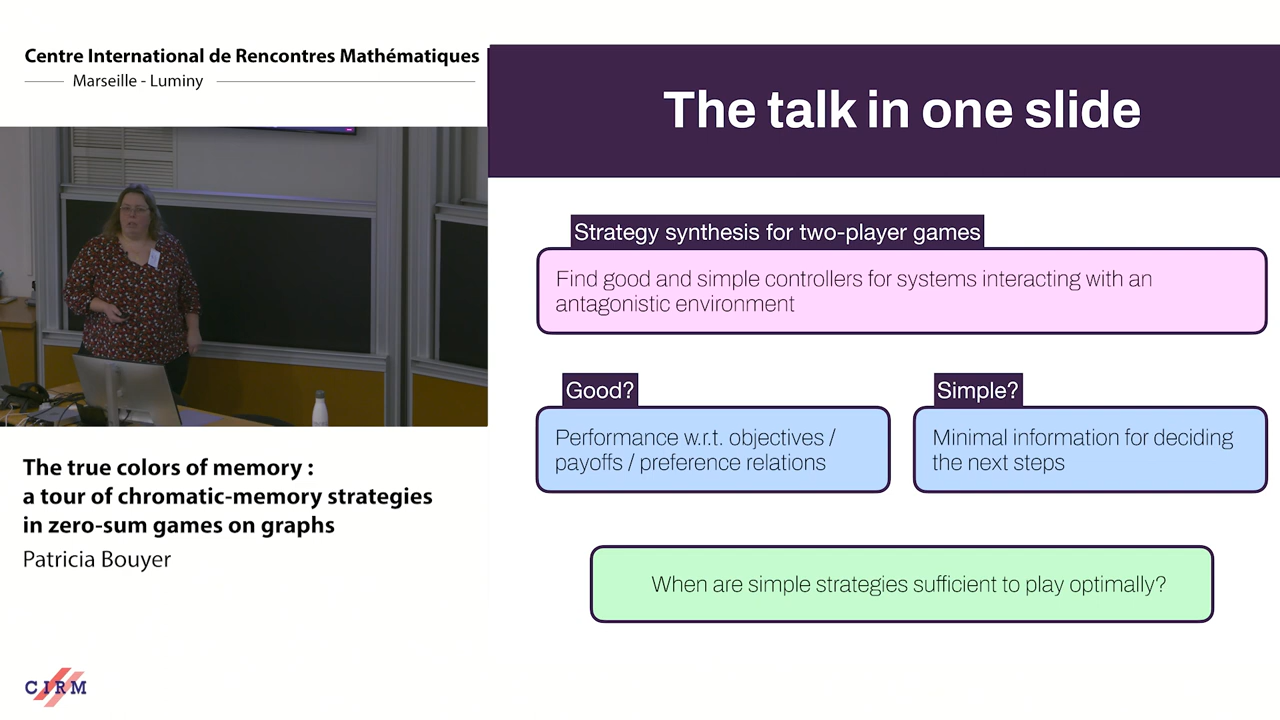 Centre International de Rencontres Mathématiques
Marseille - Luminy
The talk in one slide
Strategy synthesis for two-player games
Find good and simple controllers for systems interacting with an
antagonistic environment
Good?
Performance w.r.t. objectives /
payoffs / preference relations
Simple?
Minimal information for deciding
the next steps
When are simple strategies sufficient to play optimally?
The true colors of memory :
a tour of chromatic-memory strategies
in zero-sum games on graphs
Patricia Bouyer
CIRM